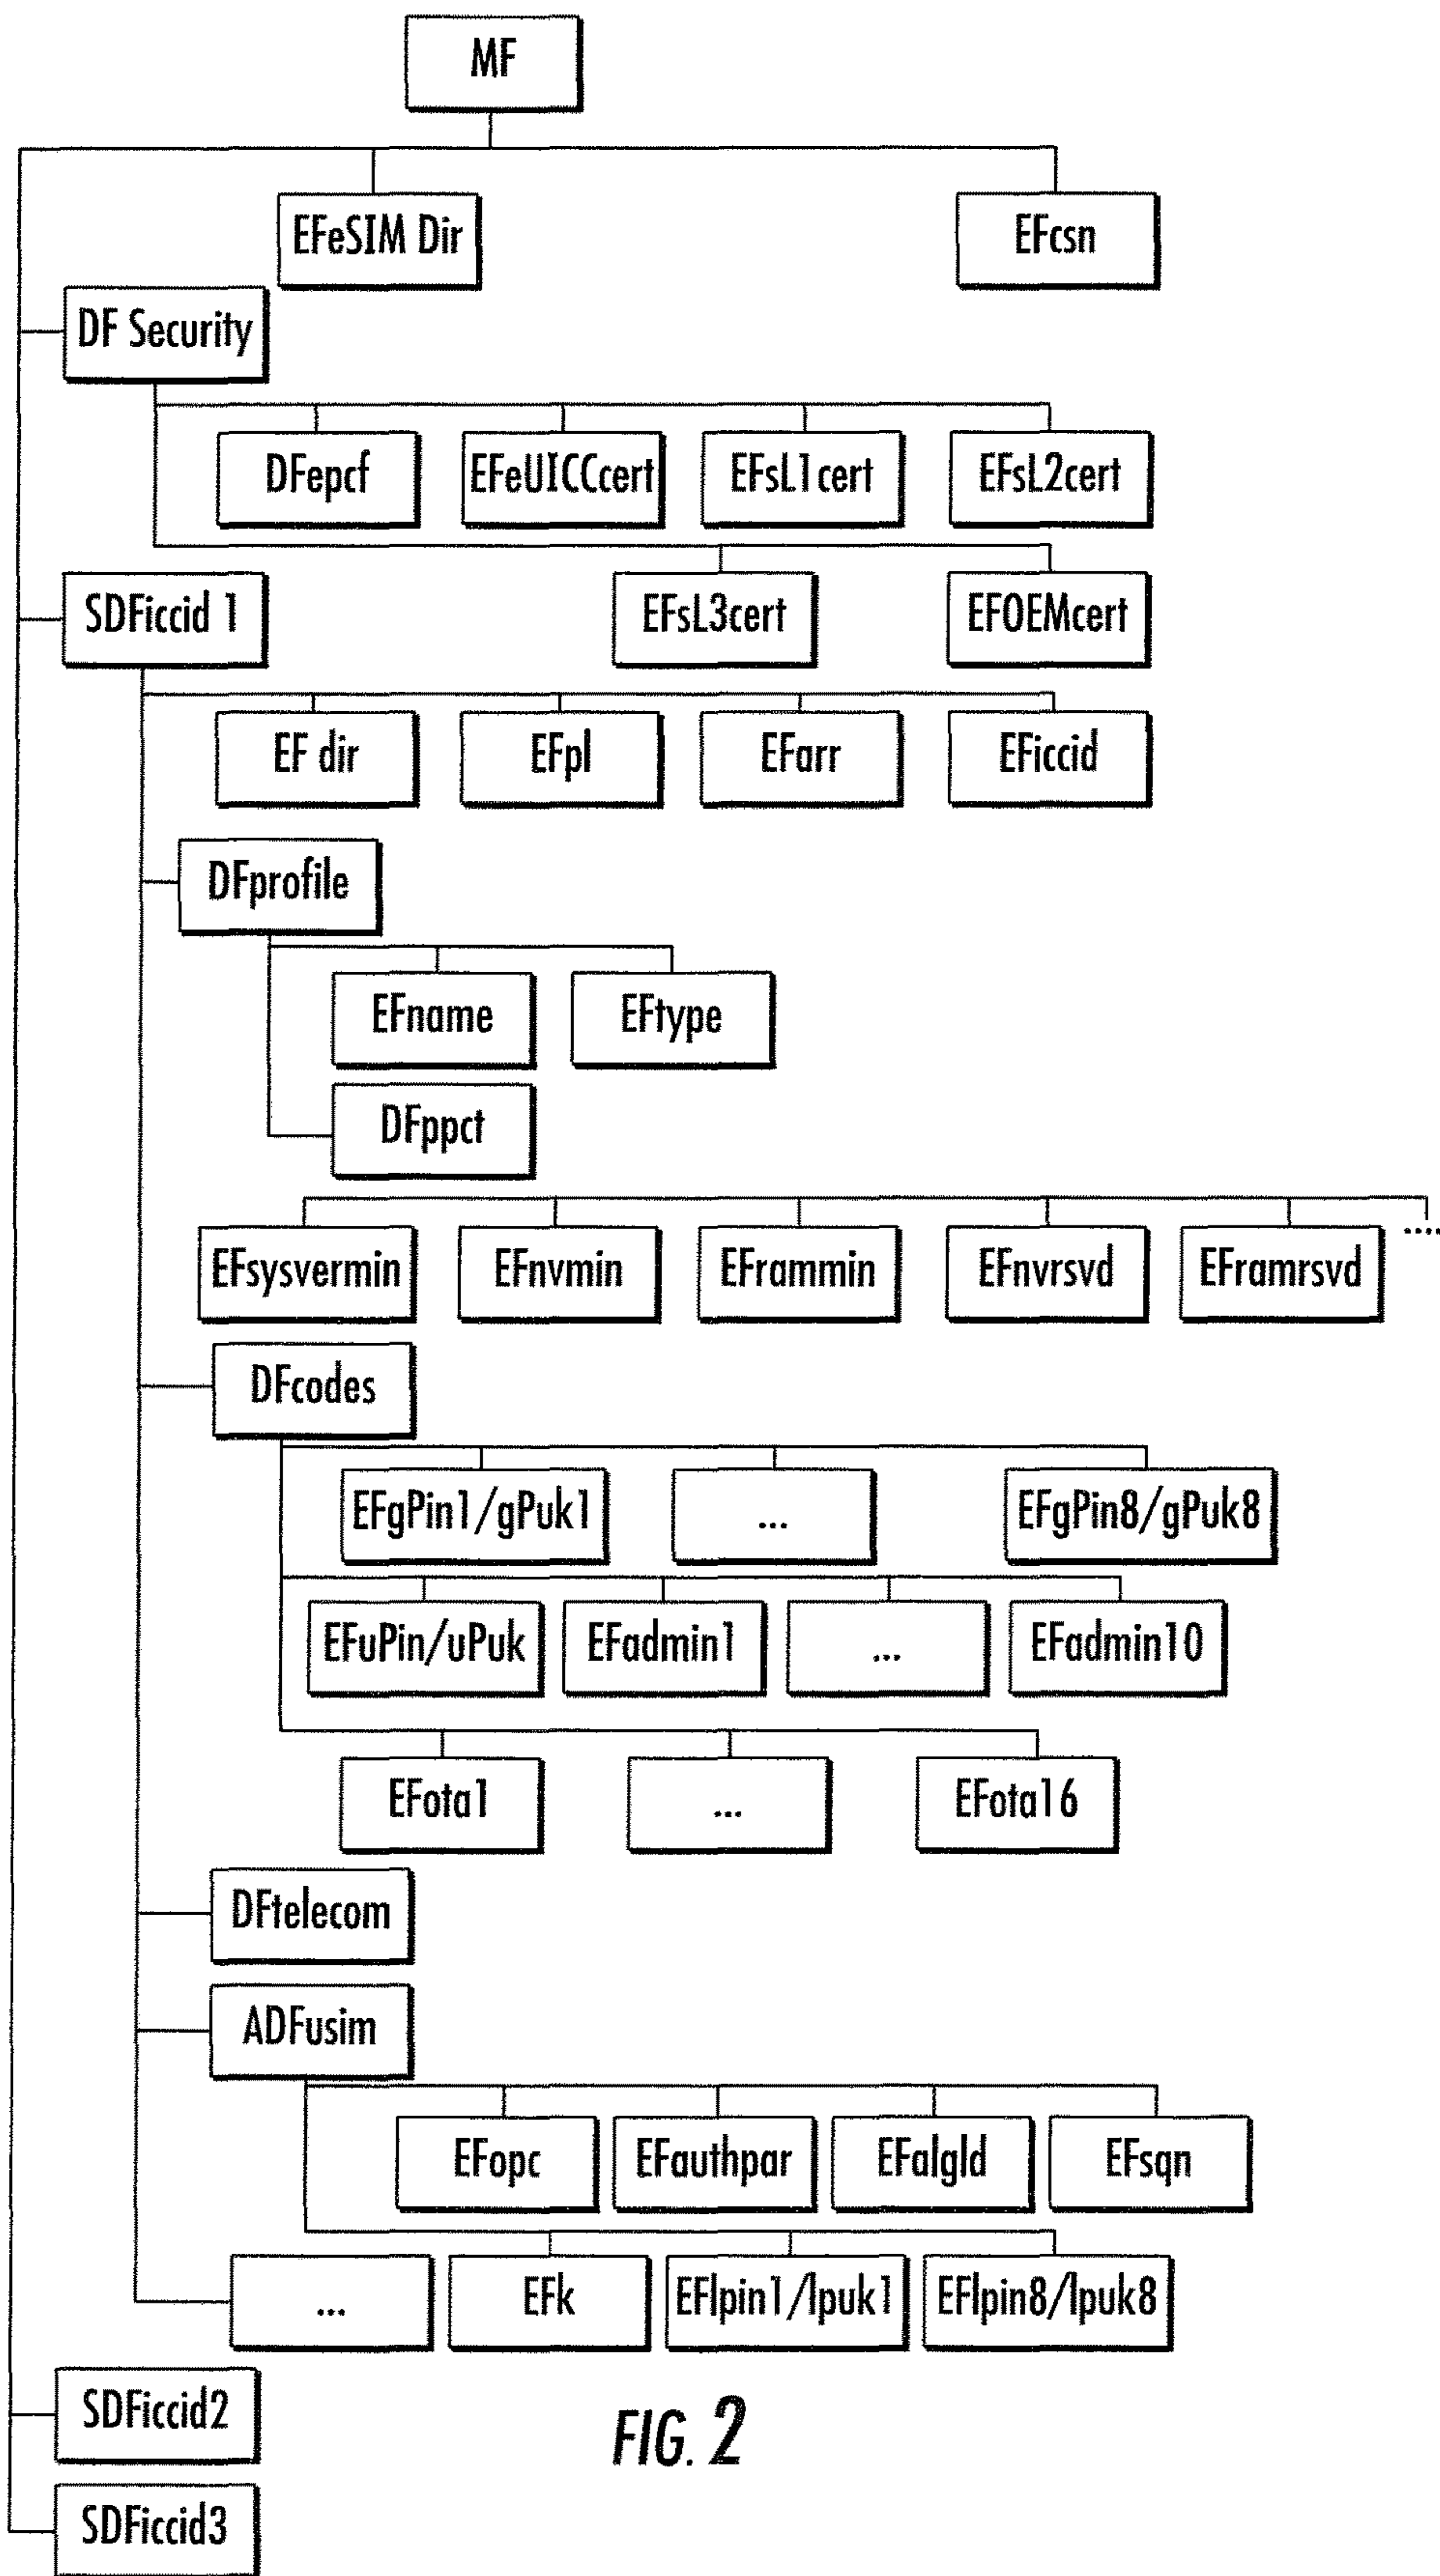 MF
EFeSIM Dir
EFcsn
DF Security
DFepcf
EFeUICCcert
EFsL1cert
EFsL2cert
SDFiccid 1
EFsL3cert
EFOEMcert
EF dir
EFpl
EFarr
EFiccid
DFprofile
EFname
EFtype
DFppct
....
EFsysvermin
EFnvmin
EFrammin
EFnvrsvd
EFramrsvd
DFcodes
EFgPin1/gPuk1
...
EFgPin8/gPuk8
EFuPin/uPuk
EFadmin1
...
EFadmin10
EFota1
...
EFota16
DFtelecom
ADFusim
EFopc
EFauthpar
EFalgId
EFsqn
...
EFk
EFlpin1/lpuk1
EFlpin8/lpuk8
SDFiccid2
FIG. 2
SDFiccid3